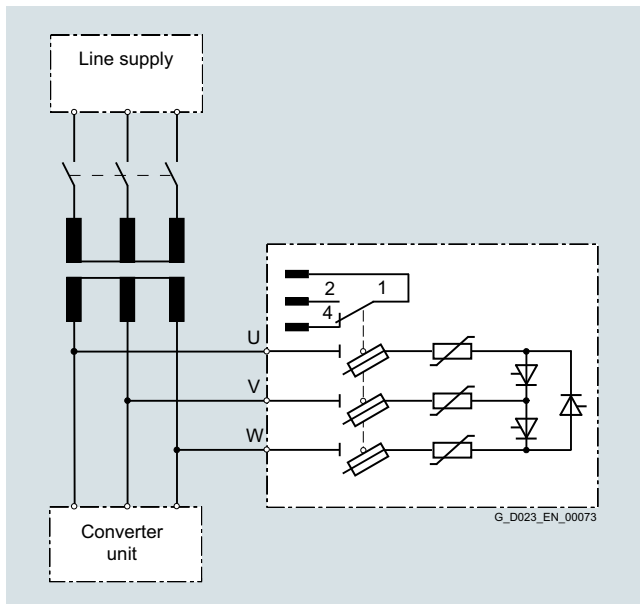 Line supply
2 1
4
U
V
W
G_D023_EN_00073
Converter
unit